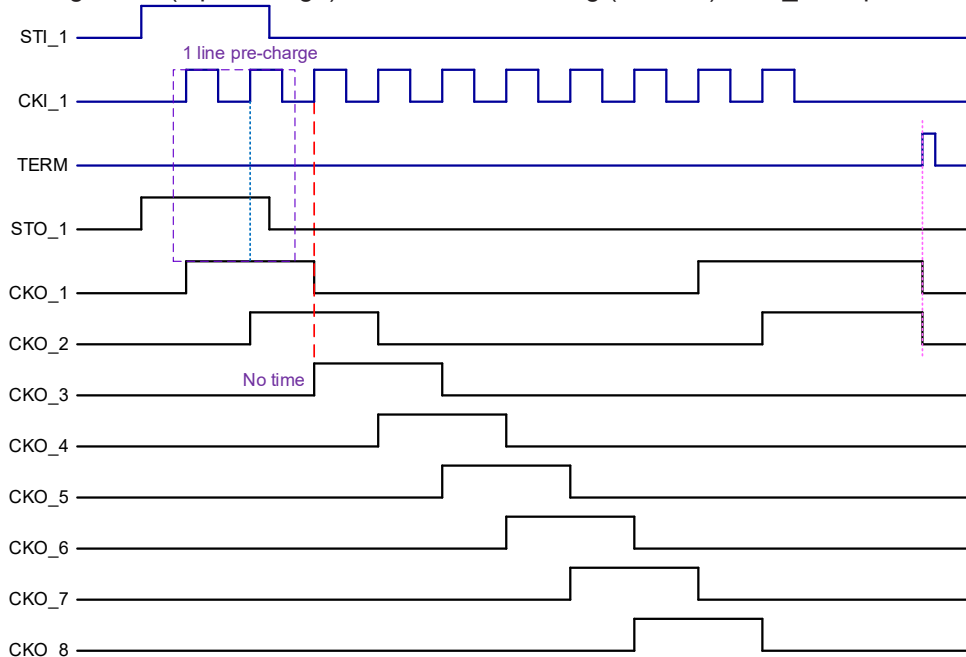 STI_1
1 line pre-charge
CKI_1
TERM
STO_1
CKO_1
CKO_2
No time
CKO_3
CKO_4
CKO_5
CKO_6
CKO_7
CKO_8